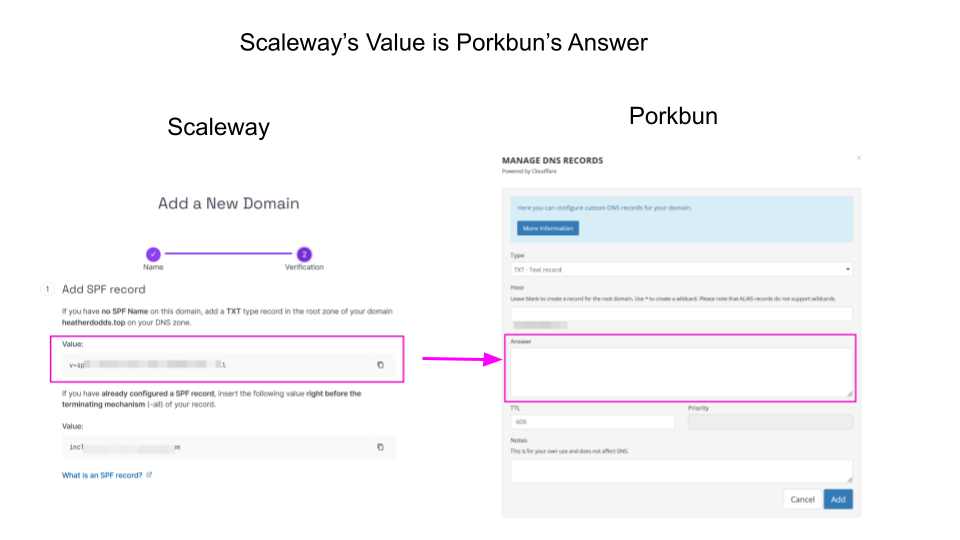 Scaleway’s Value is Porkbun’s Answer
Scaleway
Add a New Domain
2
Name
Verification
1
Add SPF record
If you have no SPF Name on this domain, add a TXT type record in the root zone of your domain
heatherdodds.top on your DNS zone.
Value:
v=sp
l
If you have already configured a SPF record, insert the following value right before the
terminating mechanism (-all) of your record.
Value:
incl
om
What is an SPF record?
Porkbun
MANAGE DNS RECORDS
Powered by Cloudflare
×
Here you can configure custom DNS records for your domain.
More Information
Type
TXT - Text record
Host
Leave blank to create a record for the root domain. Use * to create a wildcard. Please note that ALIAS records do not support wildcards.
Answer
TTL
Priority
600
Notes
This is for your own use and does not affect DNS.
Cancel
Add